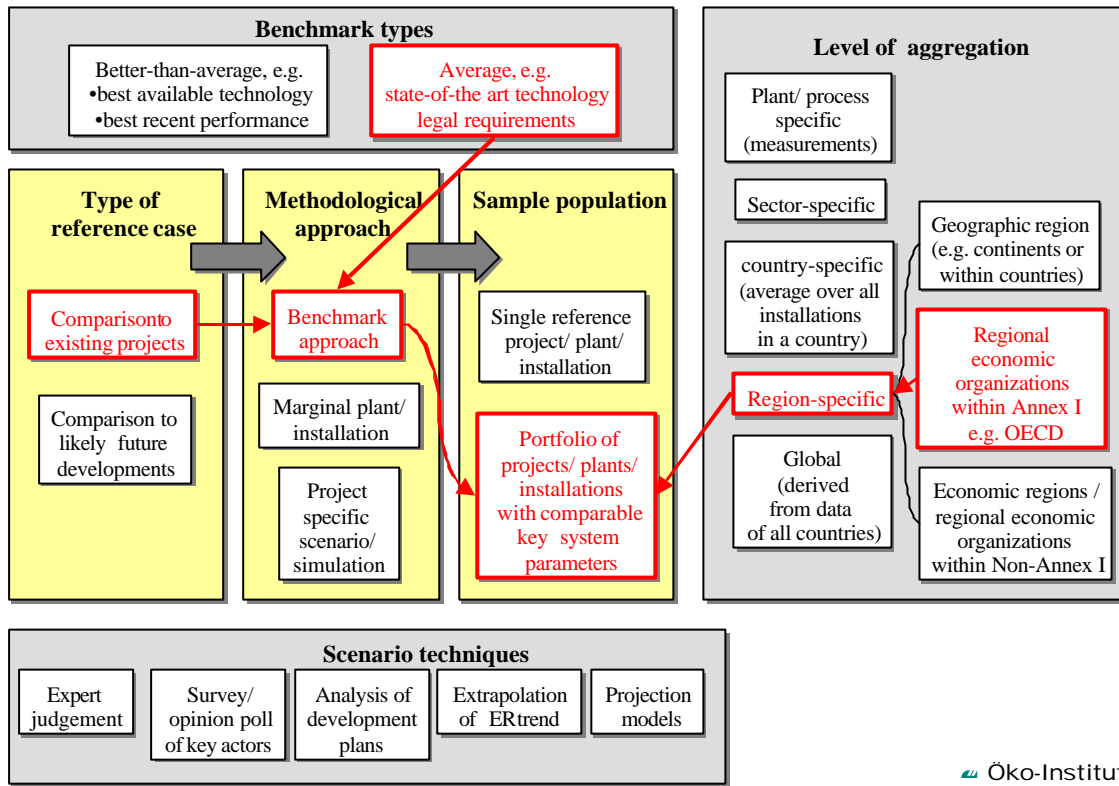 Benchmark types
Better-than-average, e.g.
•best available technology
•best recent performance
Average, e.g.
state-of-the art technology
legal requirements
Type of
reference case
Comparisonto
existing projects
Comparison to
likely future
developments
Methodological
approach
Benchmark
approach
Marginal plant/
installation
Project
specific
scenario/
simulation
Sample population
Single reference
project/ plant/
installation
Portfolio of
projects/ plants/
installations
with comparable
key system
parameters
Level of aggregation
Plant/ process
specific
(measurements)
Sector-specific
country-specific
(average over all
installations
in a country)
Region-specific
Global
(derived
from data
of all countries)
Geographic region
(e.g. continents or
within countries)
Regional
economic
organizations
within Annex I
e.g. OECD
Economic regions /
regional economic
organizations
within Non-Annex I
Scenario techniques
Expert
judgement
Survey/
opinion poll
of key actors
Analysis of
development
plans
Extrapolation
of ERtrend
Projection
models
Öko-Institut